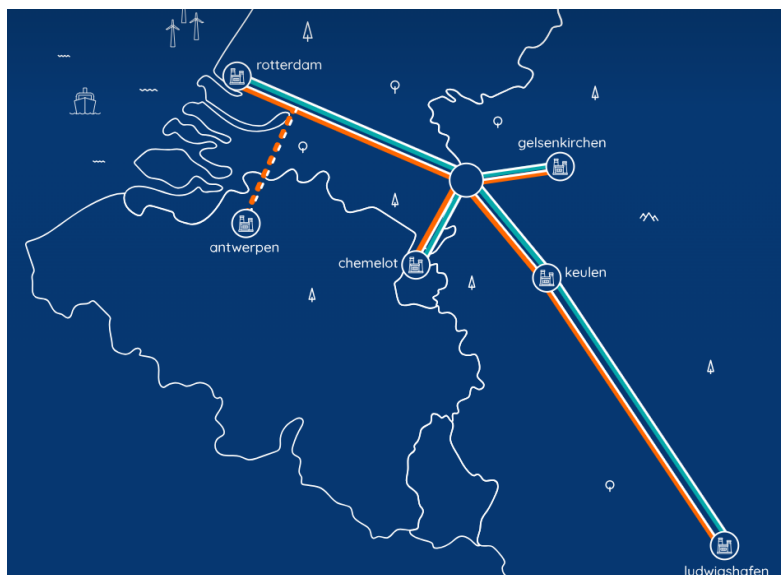 rotterdam
gelsenkirchen
antwerpen
chemelot
keulen
ludwigshafen